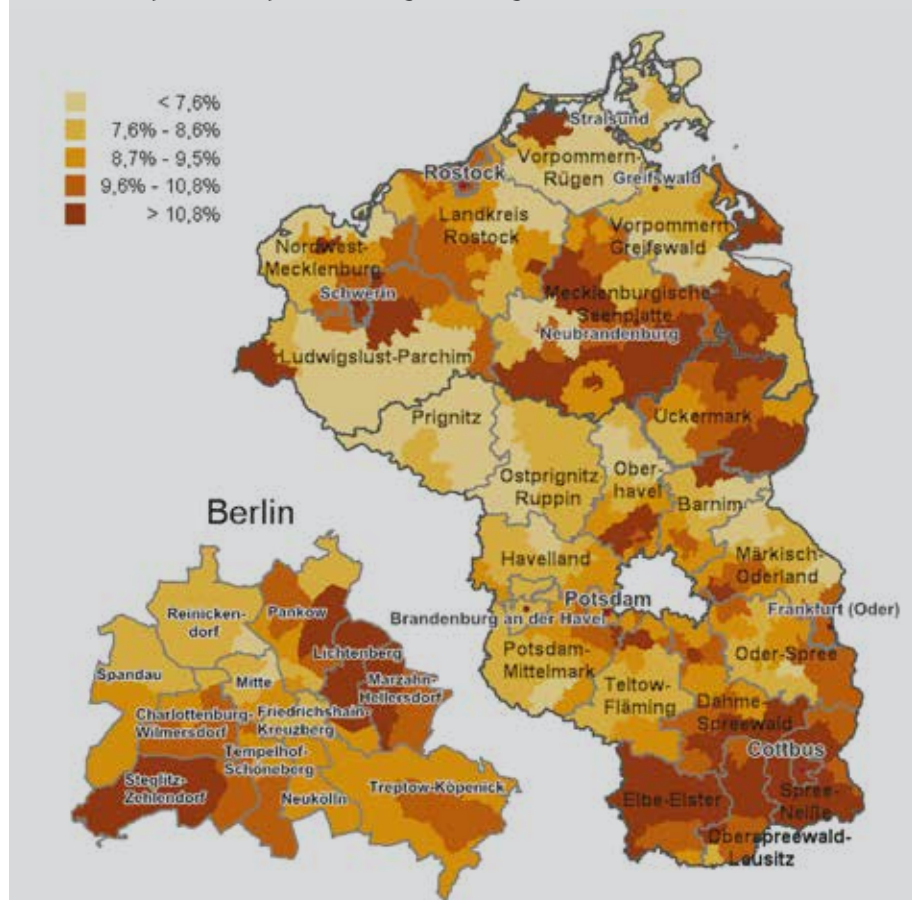 < 7,6%
7,6% - 8,6%
8,7% - 9,5%
9,6% - 10,8%
> 10,8%
Stralsund
Vorpommern-
Rügen
Rostock
Greifswald
Landkreis
Rostock
Vorpommern
Greifswald
Nordwest-
Mecklenburg
Schwerin
Mecklenburgische
Seenplatte
Neubrandenburg
Ludwigslust-Parchim
Prignitz
Uckermark
Ostprignitz
Ruppin
Ober-
havel
Barnim
Havelland
Märkisch-
Oderland
Potsdam
Brandenburg an der Havel
Frankfurt (Oder)
Potsdam-
Mittelmark
Oder-Spree
Teltow-
Fläming
Dahme-
Spreewald
Cottbus
Elbe-Elster
Spree-
Neiße
Oberspreewald-
Lausitz
Berlin
Reinicken-
dorf
Pankow
Lichtenberg
Spandau
Mitte
Marzahn-
Hellersdorf
Charlottenburg-
Wilmersdorf
Friedrichshain-
Kreuzberg
Tempelhof-
Schöneberg
Steglitz-
Zehlendorf
Neukölln
Treptow-Köpenick